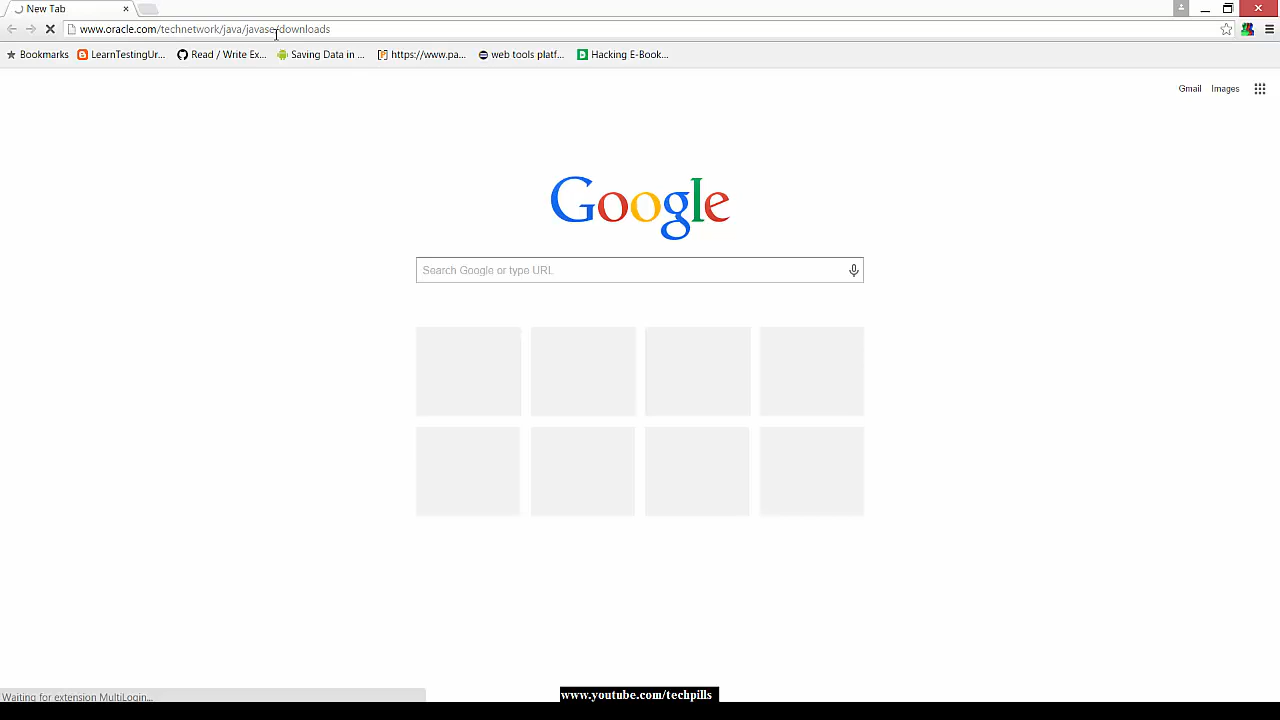 New Tab
www.oracle.com/technetwork/java/javase/downloads
Bookmarks LearnTestingUr... Read / Write Ex... Saving Data in ... https://www.pa... web tools platf... Hacking E-Book...
Gmail Images
Google
Search Google or type URL
Waiting for extension MultiLogin...
www.youtube.com/techpills